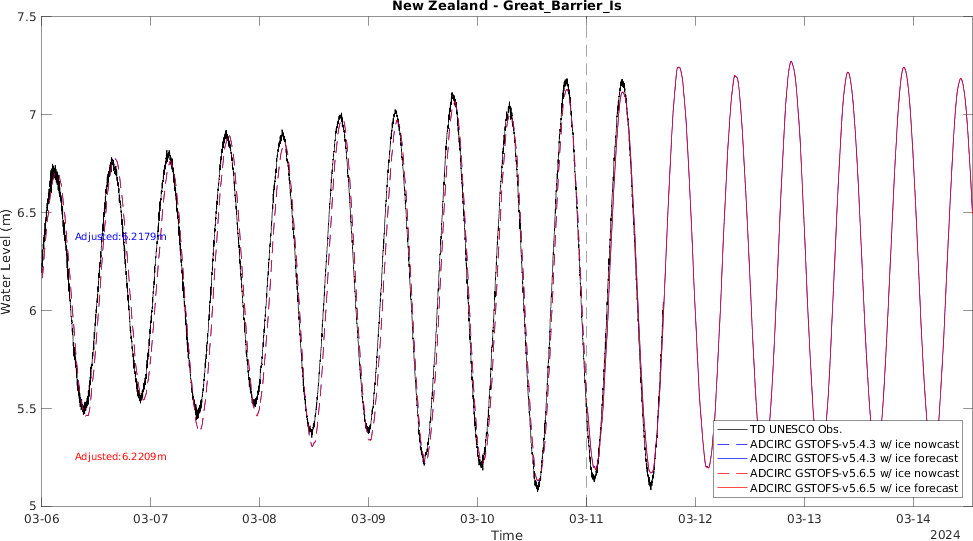 New Zealand - Great_Barrier_Is
7.5
7
6.5
6
5.5
5
Water Level (m)
Adjusted:6.2179m
Adjusted:6.2209m
TD UNESCO Obs.
ADCIRC GSTOFS-v5.4.3 w/ ice nowcast
ADCIRC GSTOFS-v5.4.3 w/ ice forecast
ADCIRC GSTOFS-v5.6.5 w/ ice nowcast
ADCIRC GSTOFS-v5.6.5 w/ ice forecast
03-06 03-07 03-08 03-09 03-10 03-11 03-12 03-13 03-14
Time
2024